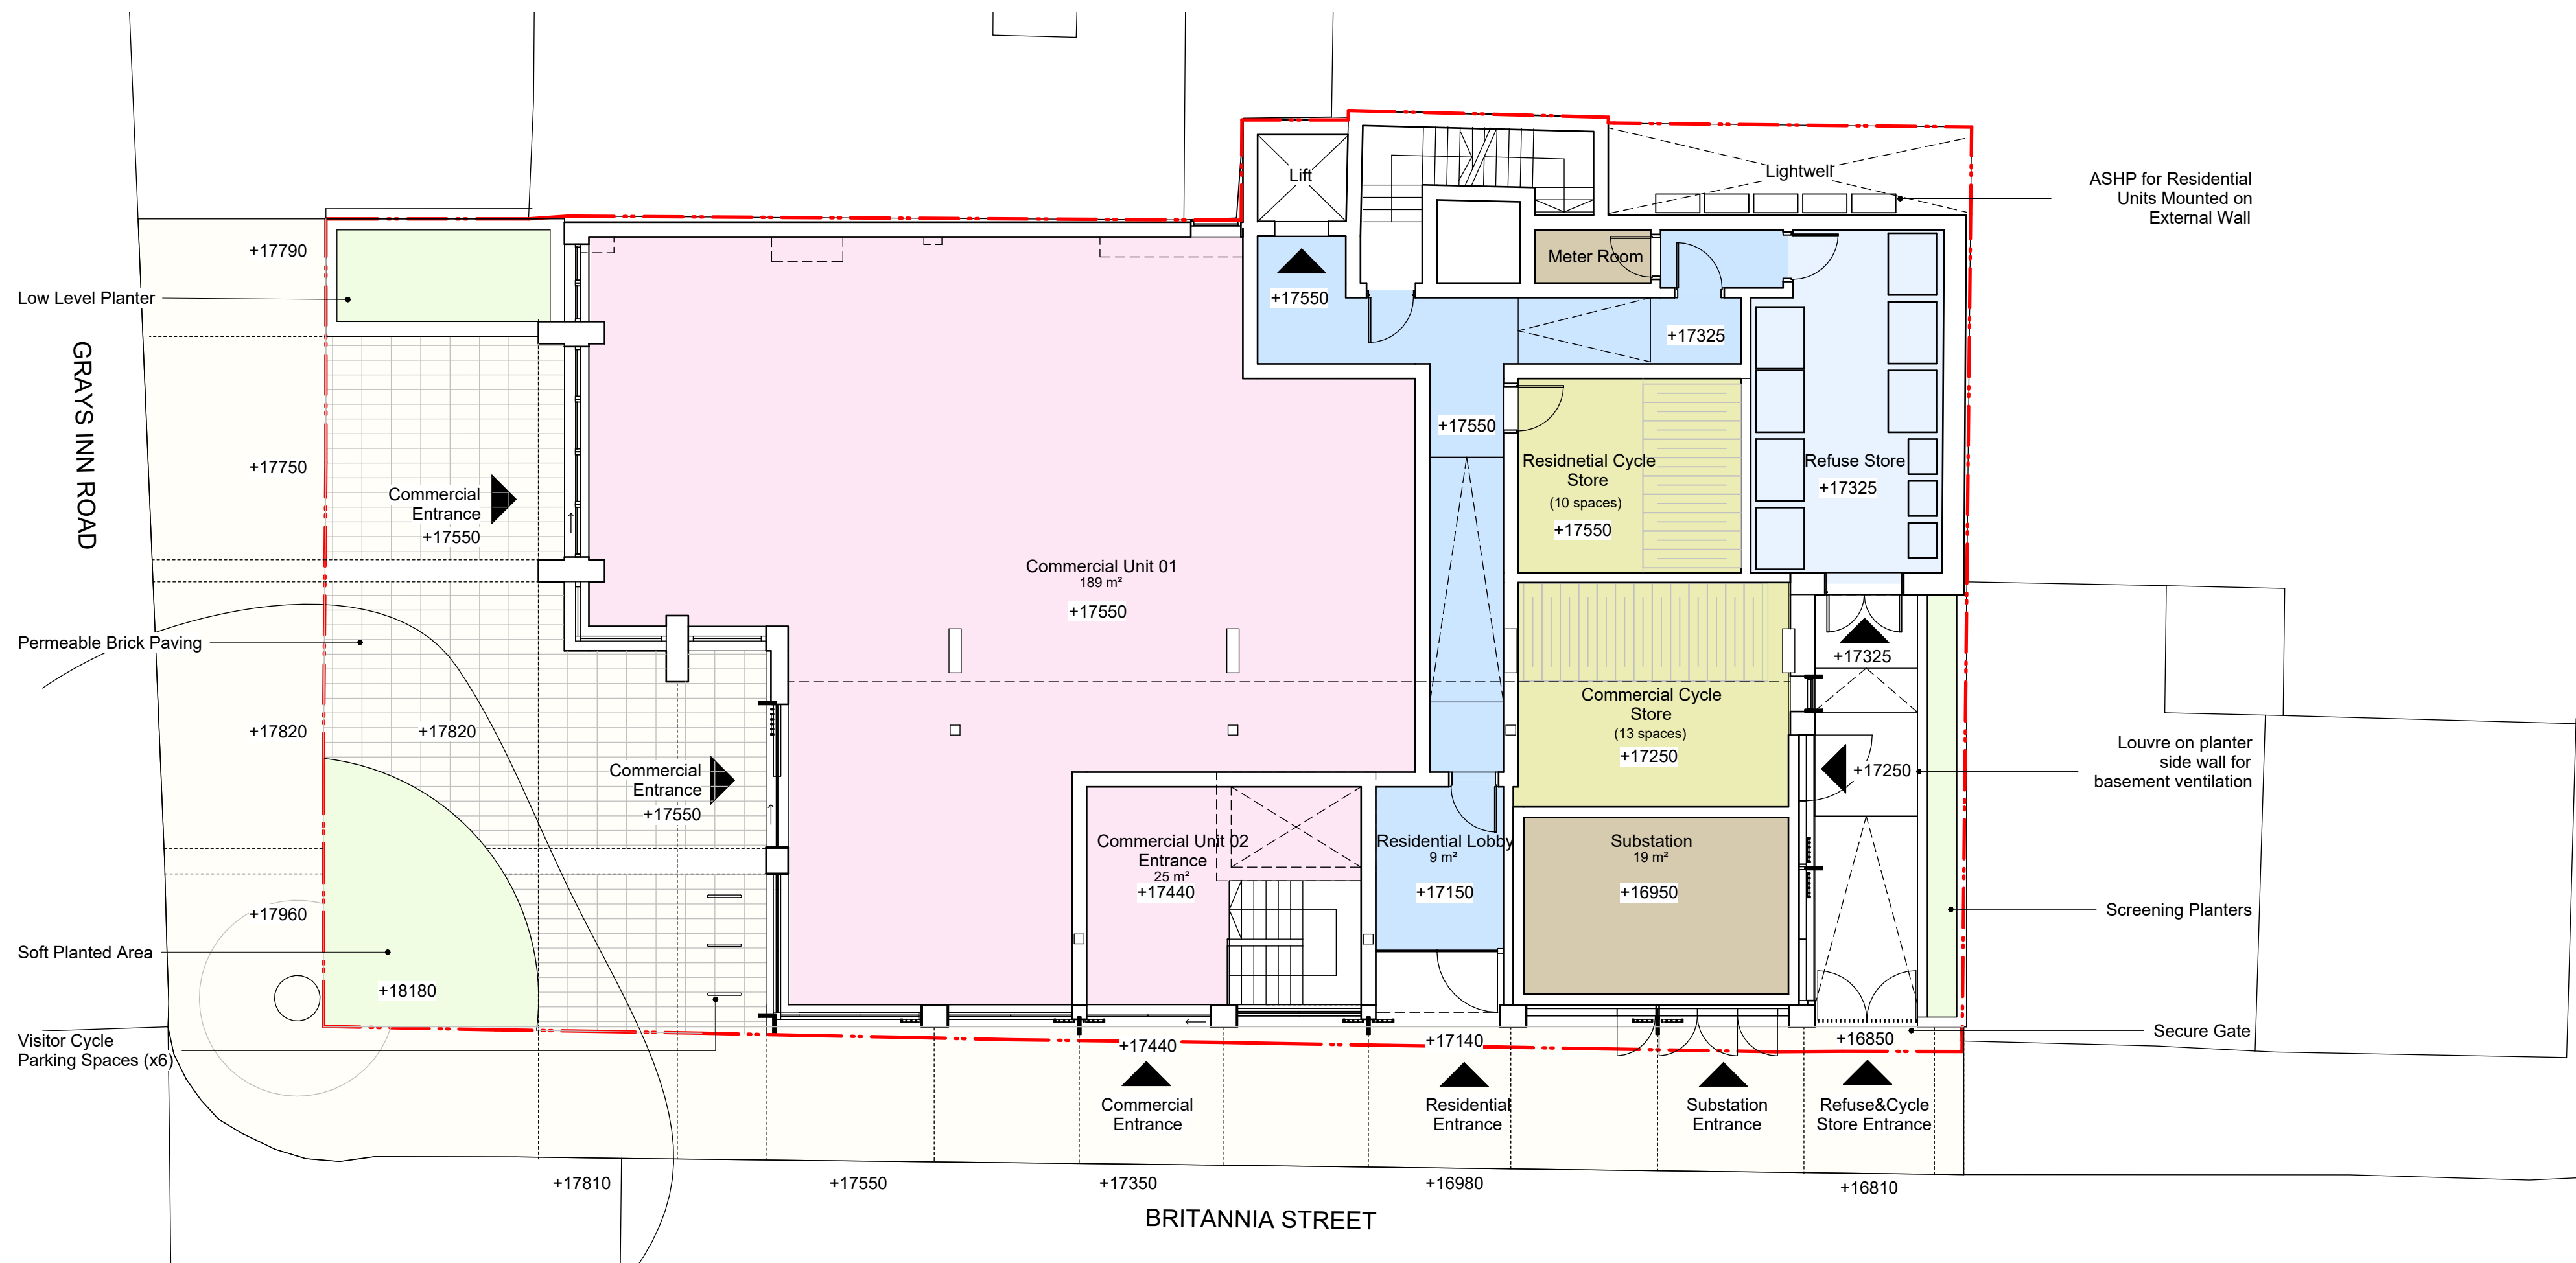 Lift
Lightwell
ASHP for Residential
Units Mounted on
External Wall
+17790
Low Level Planter
Meter Room
+17550
+17325
GRAYS INN ROAD
+17750
Commercial
Entrance
+17550
+17550
Residnetial Cycle
Store
(10 spaces)
+17550
Refuse Store
+17325
Commercial Unit 01
189 m²
+17550
Permeable Brick Paving
+17325
+17820
+17820
Commercial Cycle
Store
(13 spaces)
+17250
Commercial
Entrance
+17550
+17250
Louvre on planter
side wall for
basement ventilation
Commercial Unit 02
Entrance
25 m²
+17440
Residential Lobby
9 m²
+17150
Substation
19 m²
+16950
+17960
Screening Planters
Soft Planted Area
+18180
Visitor Cycle
Parking Spaces (x6)
+17440
+17140
+16850
Secure Gate
Commercial
Entrance
Residential
Entrance
Substation
Entrance
Refuse&Cycle
Store Entrance
+17810
+17550
+17350
+16980
+16810
BRITANNIA STREET